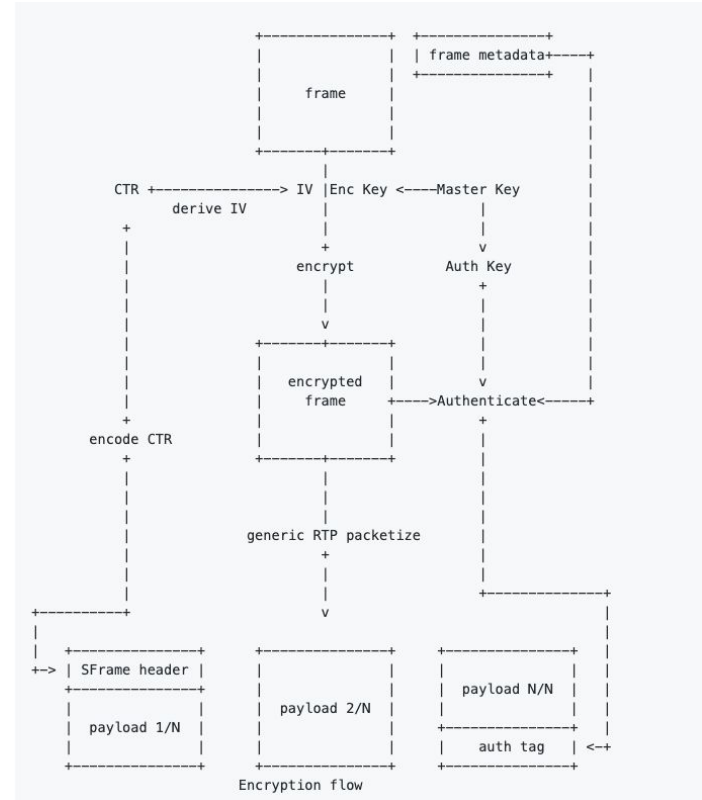 frame metadata
frame
CTR IV Enc Key Master Key
derive IV
encrypt Auth Key
encrypted
frame Authenticate
encode CTR
generic RTP packetize
SFrame header
payload N/N
payload 2/N
payload 1/N
auth tag
Encryption flow